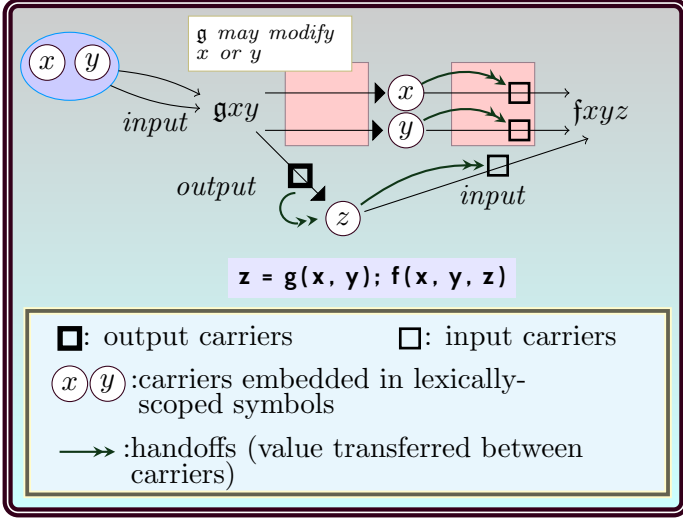 𝔤 may modify
x or y
x y
input
𝔤xy
x
y
𝔣xyz
output
z
input
z = g(x, y); f(x, y, z)
: output carriers
: input carriers
x y :carriers embedded in lexically-
scoped symbols
:handoffs (value transferred between
carriers)